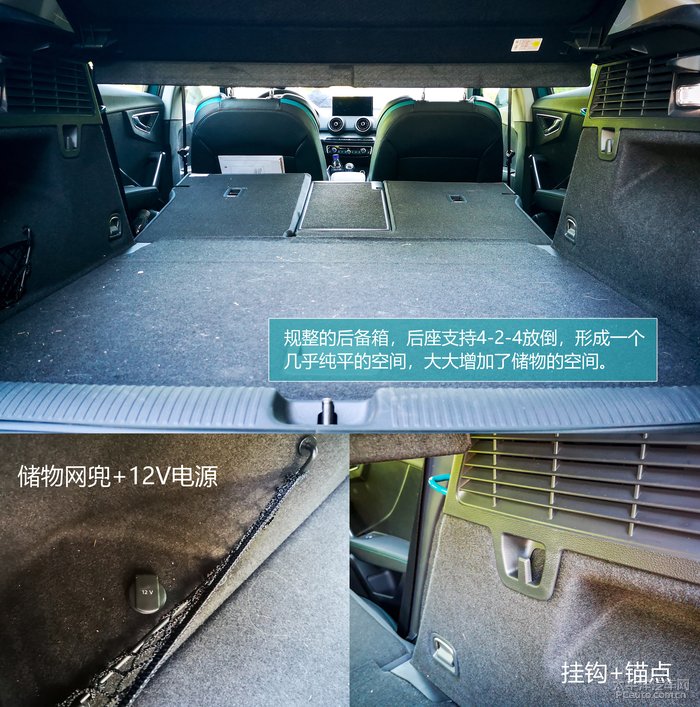 规整的后备箱，后座支持4-2-4放倒，形成一个
几乎纯平的空间，大大增加了储物的空间。
储物网兜+12V电源
12 V
挂钩+锚点
太平洋汽车网
PCauto.com.cn